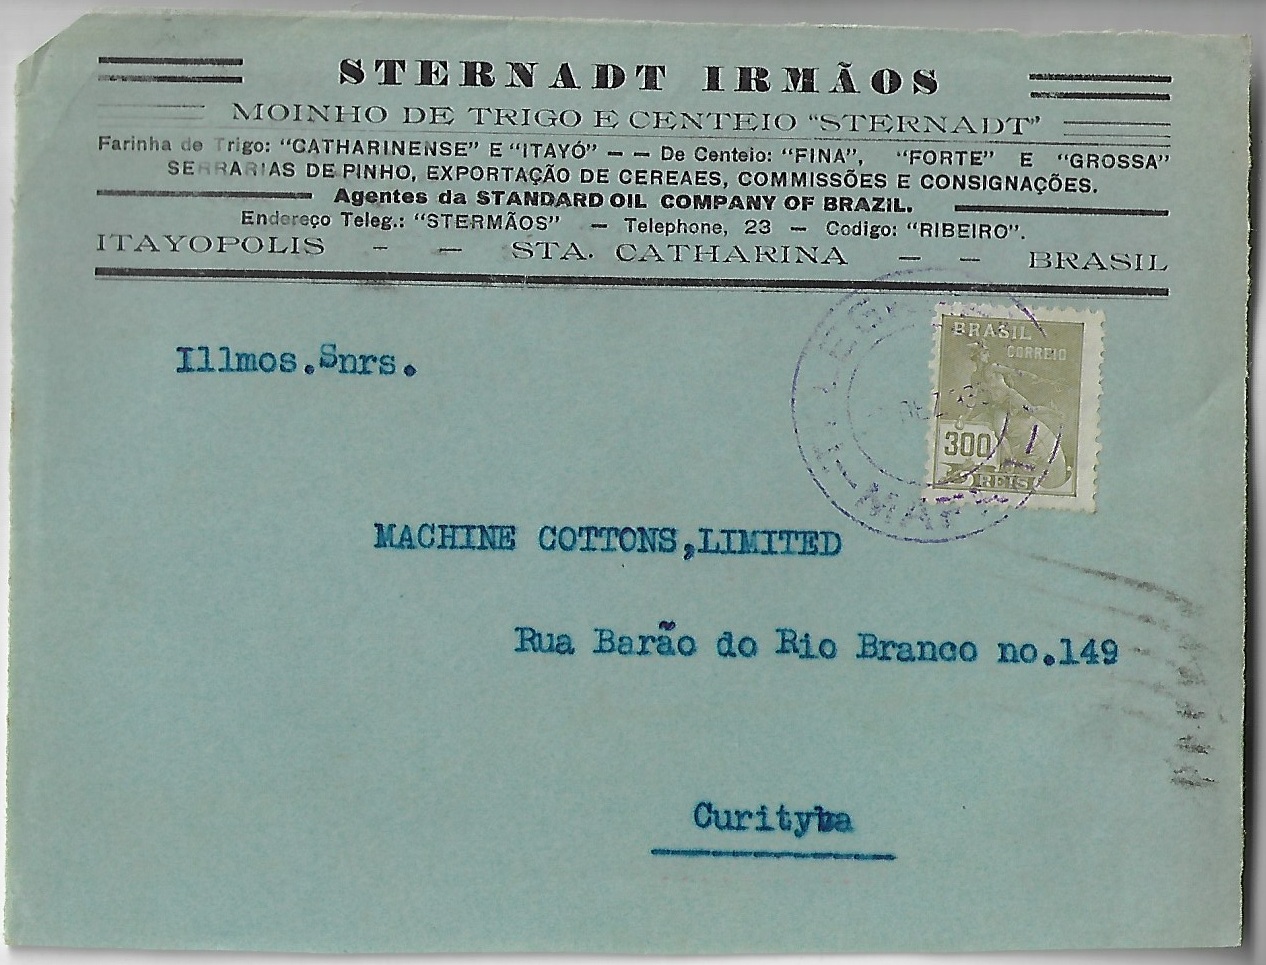 STERNADT IRMÃOS
MOINHO DE TRIGO E CENTEIO "STERNADT"
Farinha de Trigo: "CATHARINENSE" E "ITAYÓ" — — De Centeio: "FINA", "FORTE" E "GROSSA"
SERRARIAS DE PINHO, EXPORTAÇÃO DE CEREAES, COMMISSÕES E CONSIGNAÇÕES.
Agentes da STANDARD OIL COMPANY OF BRAZIL.
Endereço Teleg.: "STERMÃOS" — Telephone, 23 — Codigo: "RIBEIRO".
ITAYOPOLIS - — STA. CATHARINA — — BRASIL
BRASIL
CORREIO
300
REIS
Illmos.Snrs.
MACHINE COTTONS,LIMITED
Rua Barão do Rio Branco no.149
Curityba